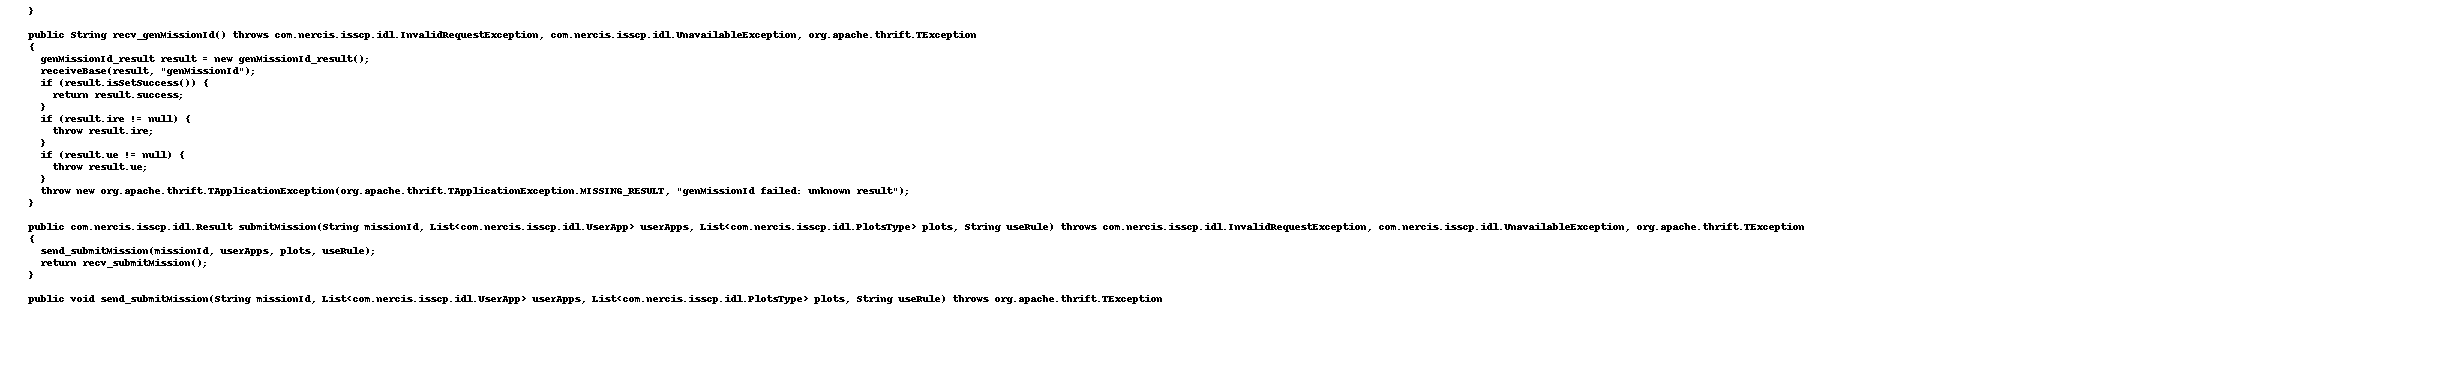 }
public String recv_genMissionId() throws com.nercis.isscp.idl.InvalidRequestException, com.nercis.isscp.idl.UnavailableException, org.apache.thrift.TException
{
genMissionId_result result = new genMissionId_result();
receiveBase(result, "genMissionId");
if (result.isSetSuccess()) {
return result.success;
}
if (result.ire != null) {
throw result.ire;
}
if (result.ue != null) {
throw result.ue;
}
throw new org.apache.thrift.TApplicationException(org.apache.thrift.TApplicationException.MISSING_RESULT, "genMissionId failed: unknown result");
}
public com.nercis.isscp.idl.Result submitMission(String missionId, List<com.nercis.isscp.idl.UserApp> userApps, List<com.nercis.isscp.idl.PlotsType> plots, String useRule) throws com.nercis.isscp.idl.InvalidRequestException, com.nercis.isscp.idl.UnavailableException, org.apache.thrift.TException
{
send_submitMission(missionId, userApps, plots, useRule);
return recv_submitMission();
}
public void send_submitMission(String missionId, List<com.nercis.isscp.idl.UserApp> userApps, List<com.nercis.isscp.idl.PlotsType> plots, String useRule) throws org.apache.thrift.TException